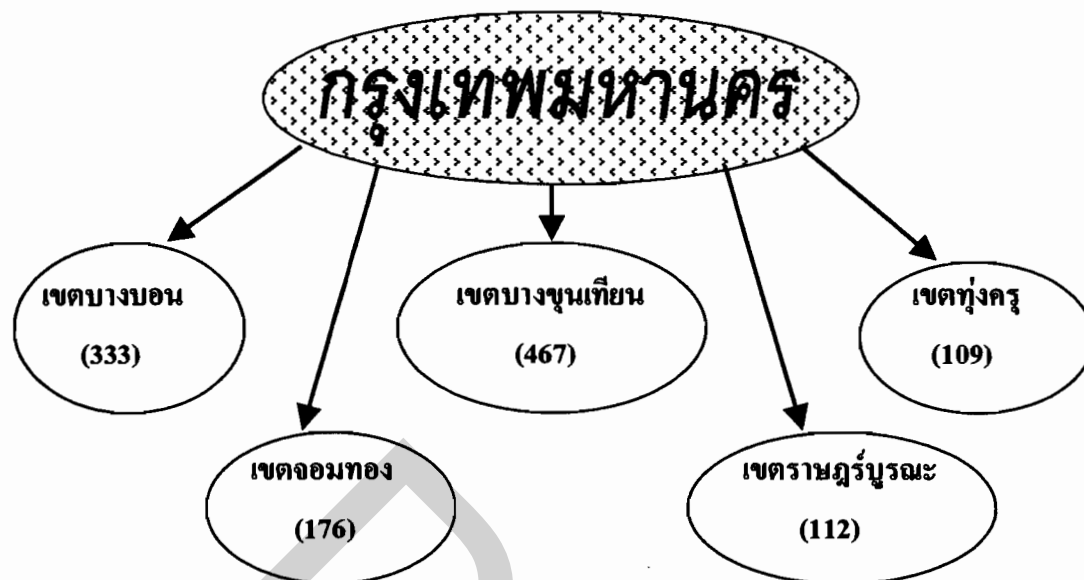 กรุงเทพมหานคร
เขตบางบอน
(333)
เขตบางขุนเทียน
(467)
เขตทุ่งครุ
(109)
เขตจอมทอง
(176)
เขตราษฎร์บูรณะ
(112)